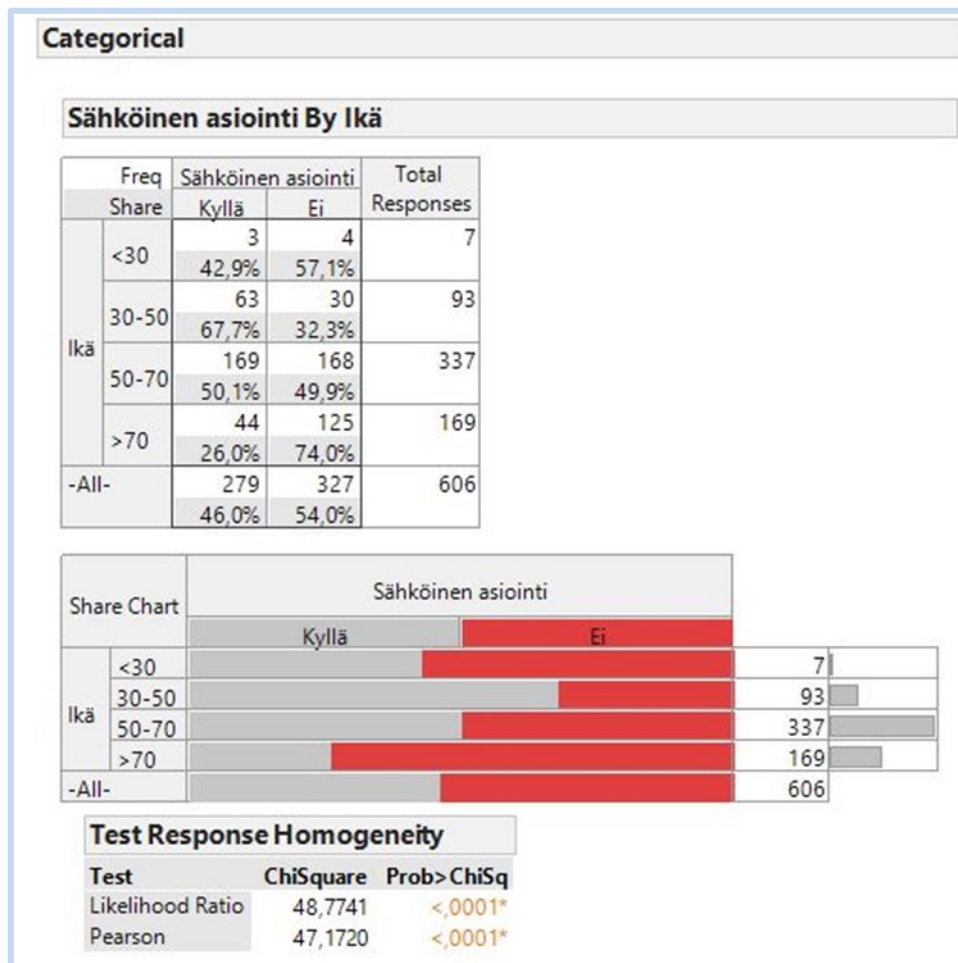 Categorical
Sähköinen asiointi By Ikä
Freq Sähköinen asiointi Total
Share Kyllä Ei Responses
3 4 7
<30
42,9% 57,1%
63 30 93
30-50
67,7% 32,3%
Ikä
169 168 337
50-70
50,1% 49,9%
44 125 169
>70
26,0% 74,0%
-All- 279 327 606
46,0% 54,0%
Share Chart Sähköinen asiointi
Kyllä Ei
<30 7
30-50 93
Ikä
50-70 337
>70 169
-All- 606
Test Response Homogeneity
Test ChiSquare Prob>ChiSq
Likelihood Ratio 48,7741 <,0001*
Pearson 47,1720 <,0001*